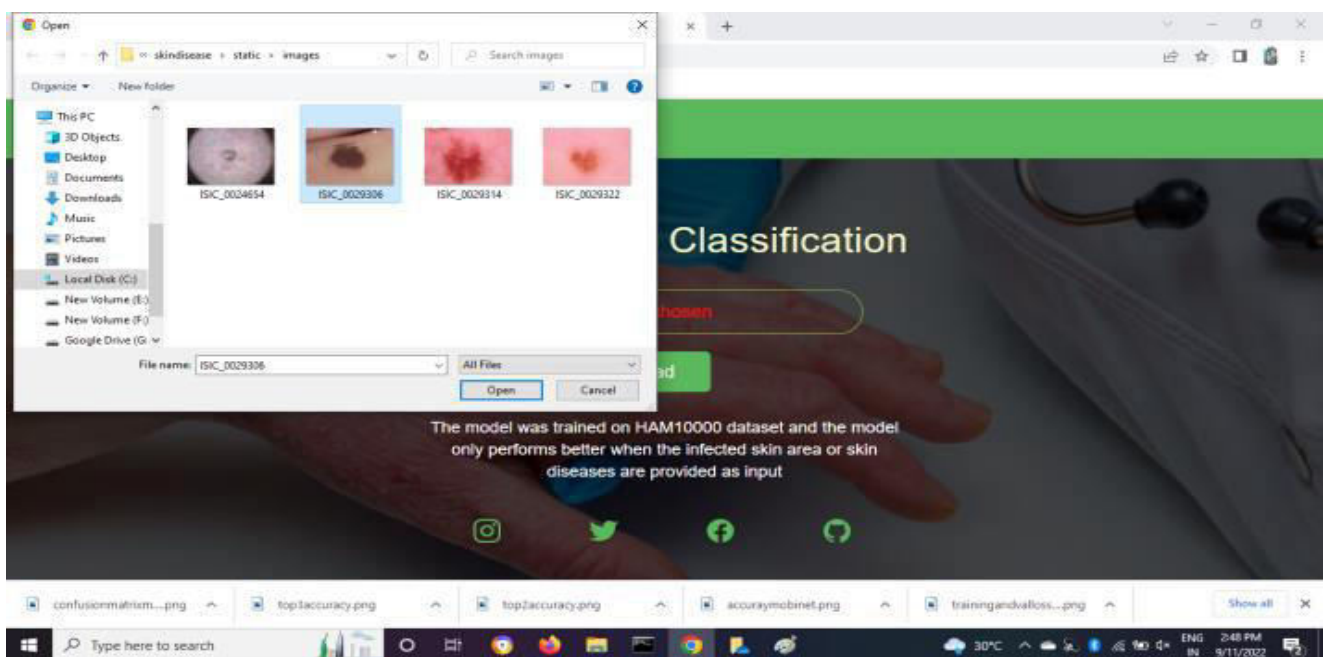 Open
skindisease › static › images
Search images
Organize
New folder
This PC
3D Objects
Desktop
Documents
Downloads
Music
Pictures
Videos
Local Disk (C:)
New Volume (E:)
New Volume (F:)
Google Drive (G:
ISIC_0024654
ISIC_0029306
ISIC_0029314
ISIC_0029322
File name: ISIC_0029306
All Files
Open
Cancel
Classification
hosen
The model was trained on HAM10000 dataset and the model
only performs better when the infected skin area or skin
diseases are provided as input
confusionmatrixm....png
top1accuracy.png
top2accuracy.png
accuraymobinet.png
trainingandvalloss....png
Show all
Type here to search
30°C
ENG
IN
2:48 PM
9/11/2022